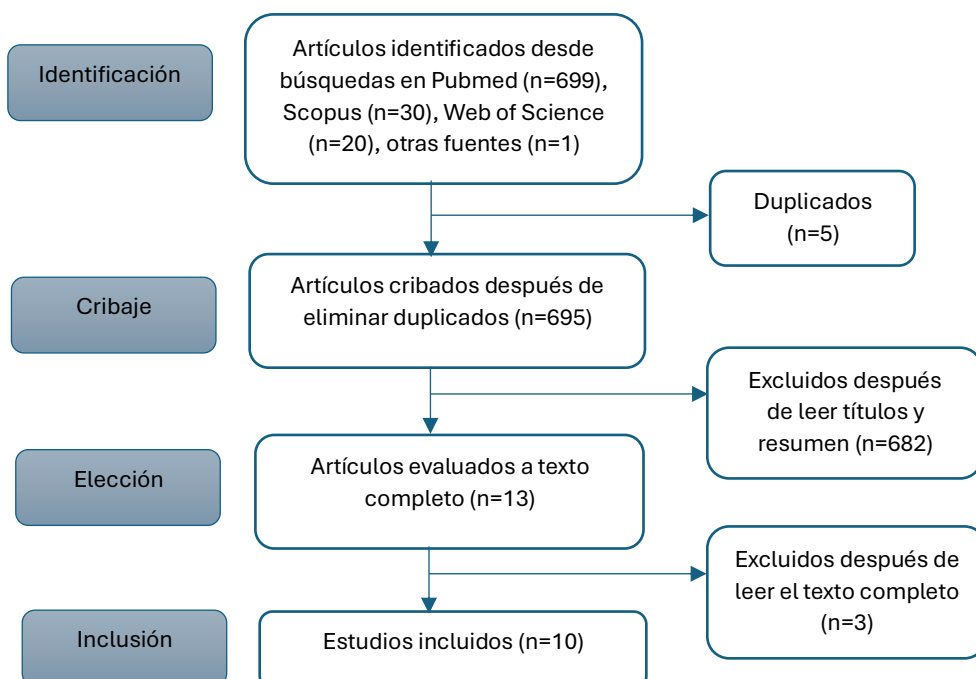 Identificación
Artículos identificados desde
búsquedas en Pubmed (n=699),
Scopus (n=30), Web of Science
(n=20), otras fuentes (n=1)
Duplicados
(n=5)
Cribaje
Artículos cribados después de
eliminar duplicados (n=695)
Excluidos después
de leer títulos y
resumen (n=682)
Elección
Artículos evaluados a texto
completo (n=13)
Excluidos después de
leer el texto completo
(n=3)
Inclusión
Estudios incluidos (n=10)